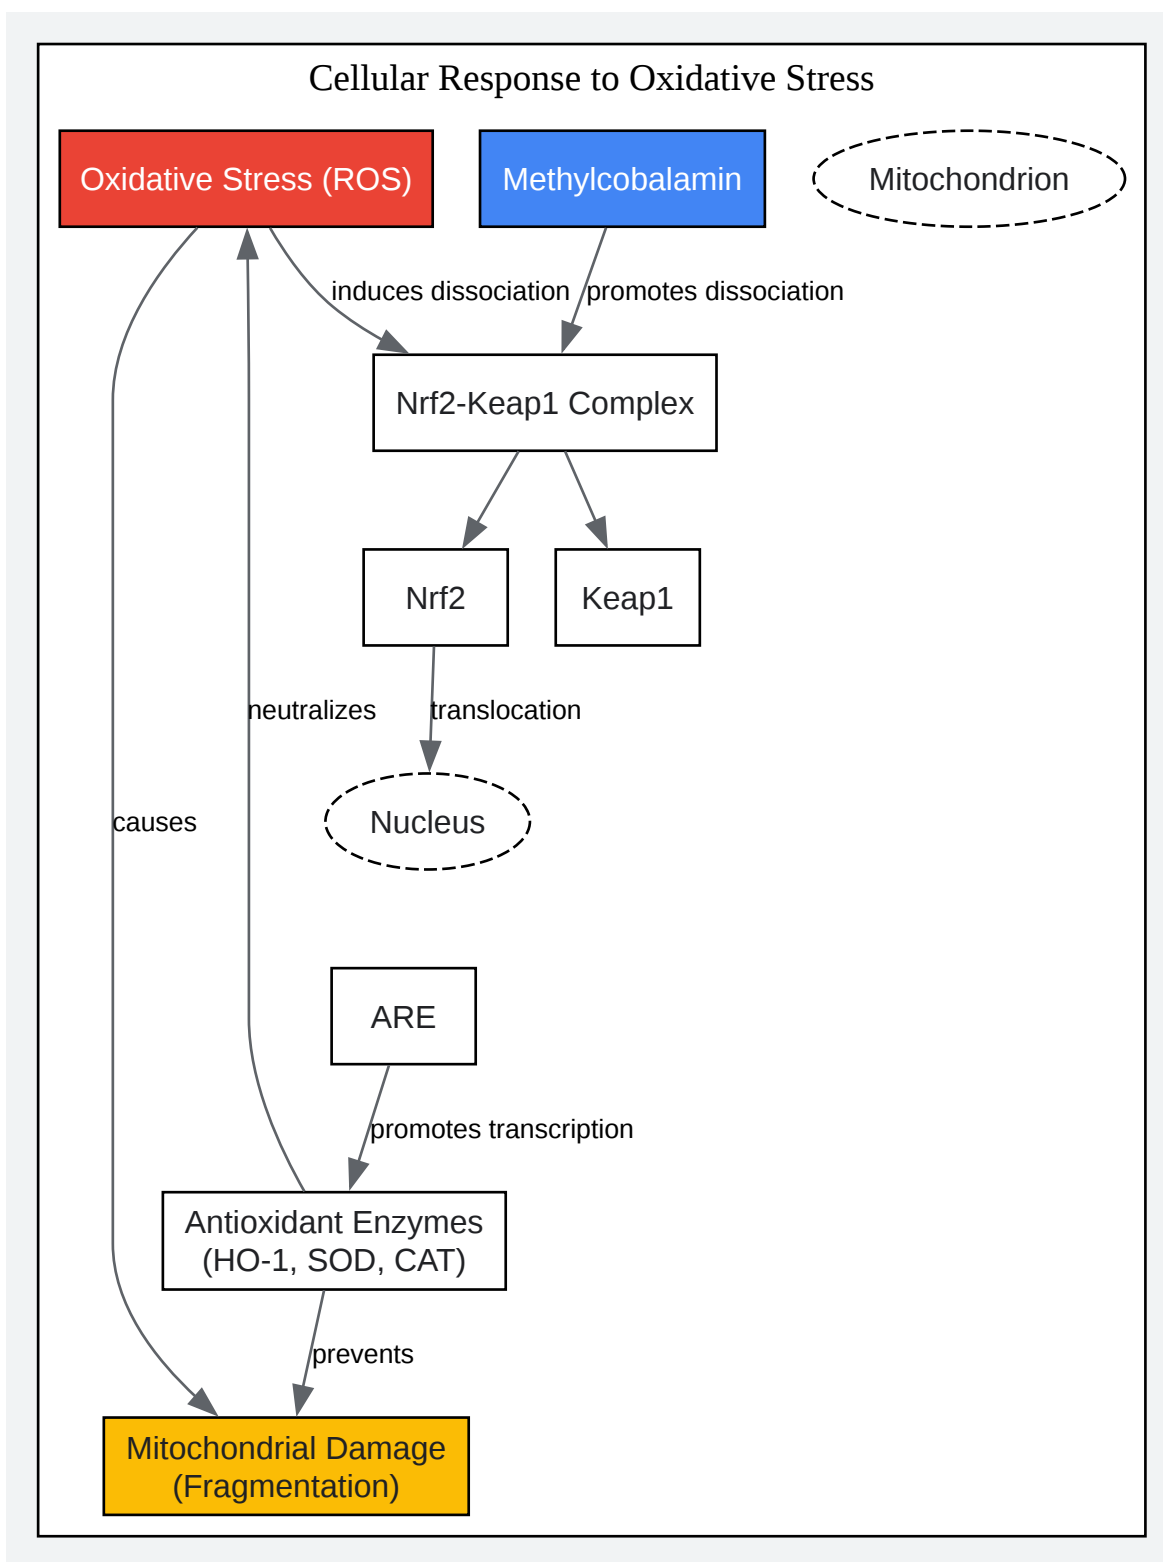 Cellular Response to Oxidative Stress
Oxidative Stress (ROS)
Methylcobalamin
Mitochondrion
induces dissociation
promotes dissociation
Nrf2-Keap1 Complex
Nrf2
Keap1
neutralizes
translocation
causes
Nucleus
ARE
promotes transcription
Antioxidant Enzymes
(HO-1, SOD, CAT)
prevents
Mitochondrial Damage
(Fragmentation)